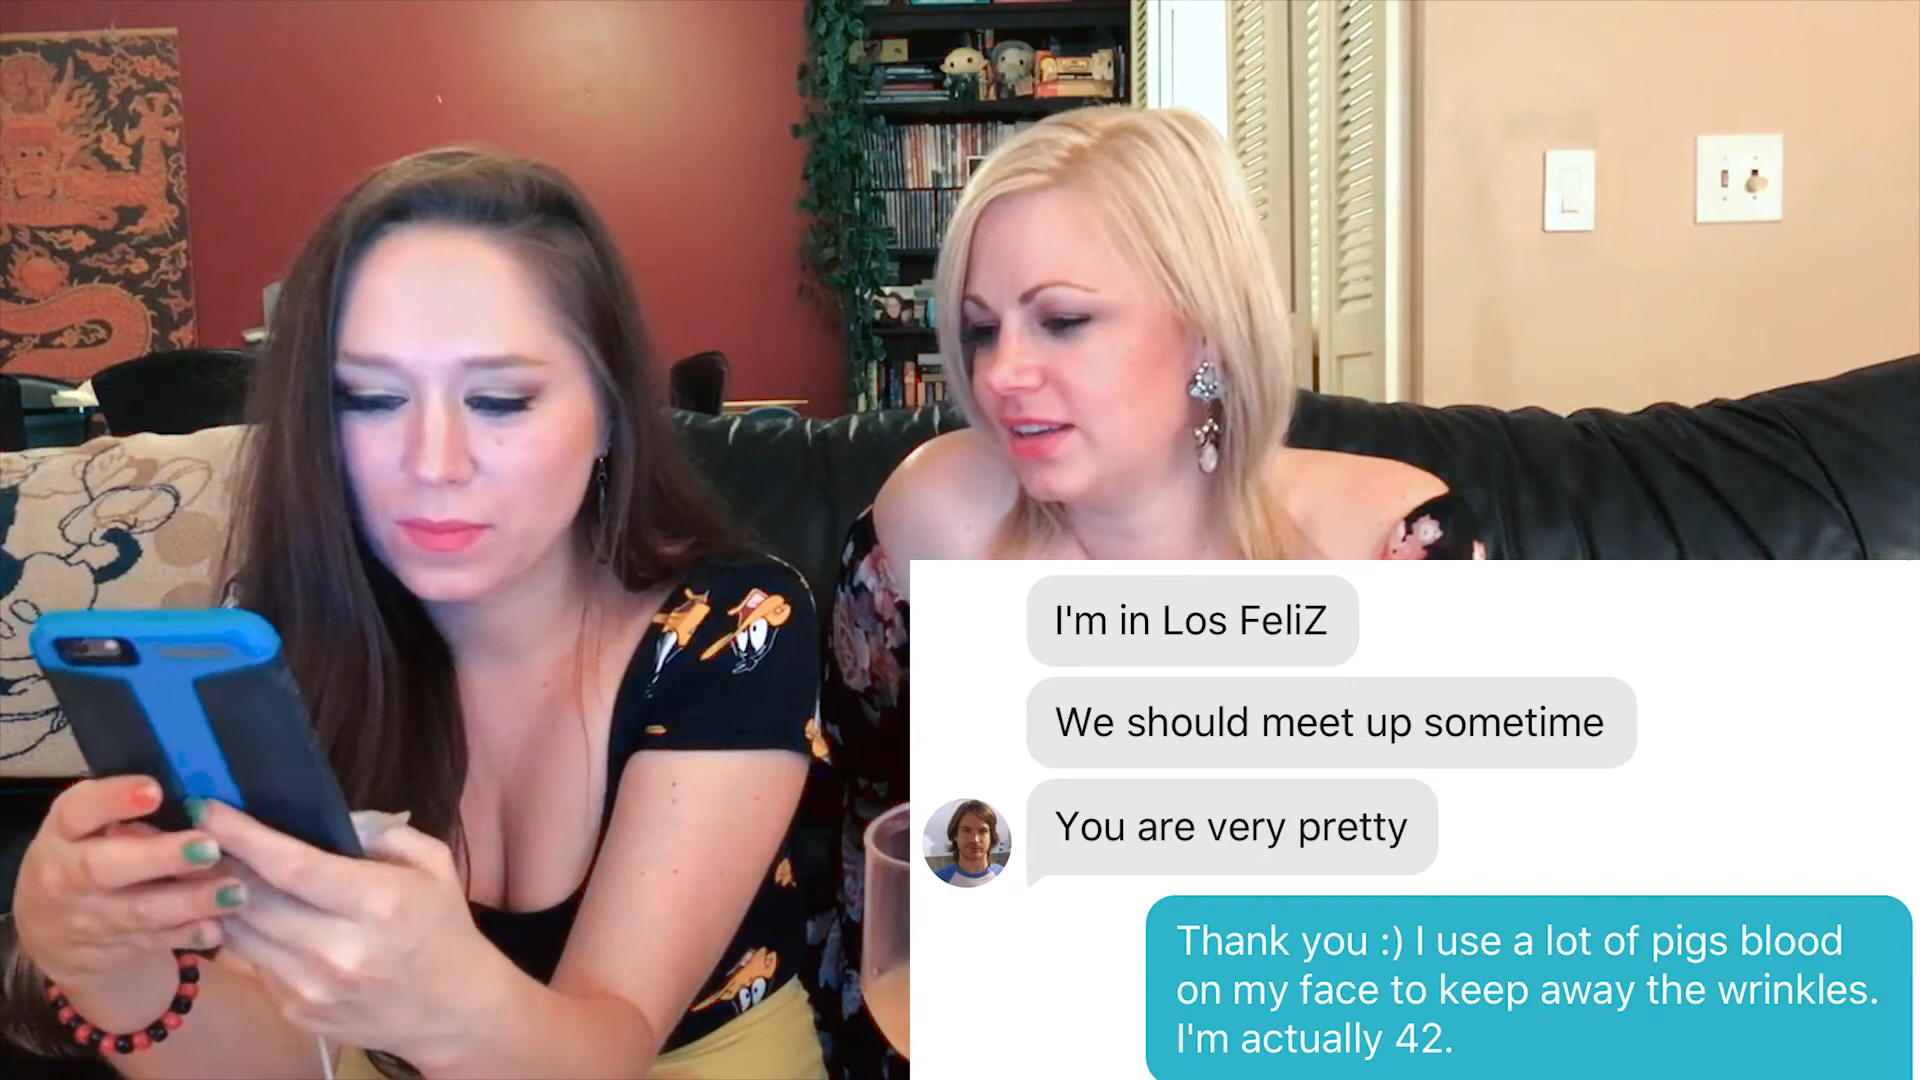 I'm in Los FeliZ
We should meet up sometime
You are very pretty
Thank you :) I use a lot of pigs blood
on my face to keep away the wrinkles.
I'm actually 42.